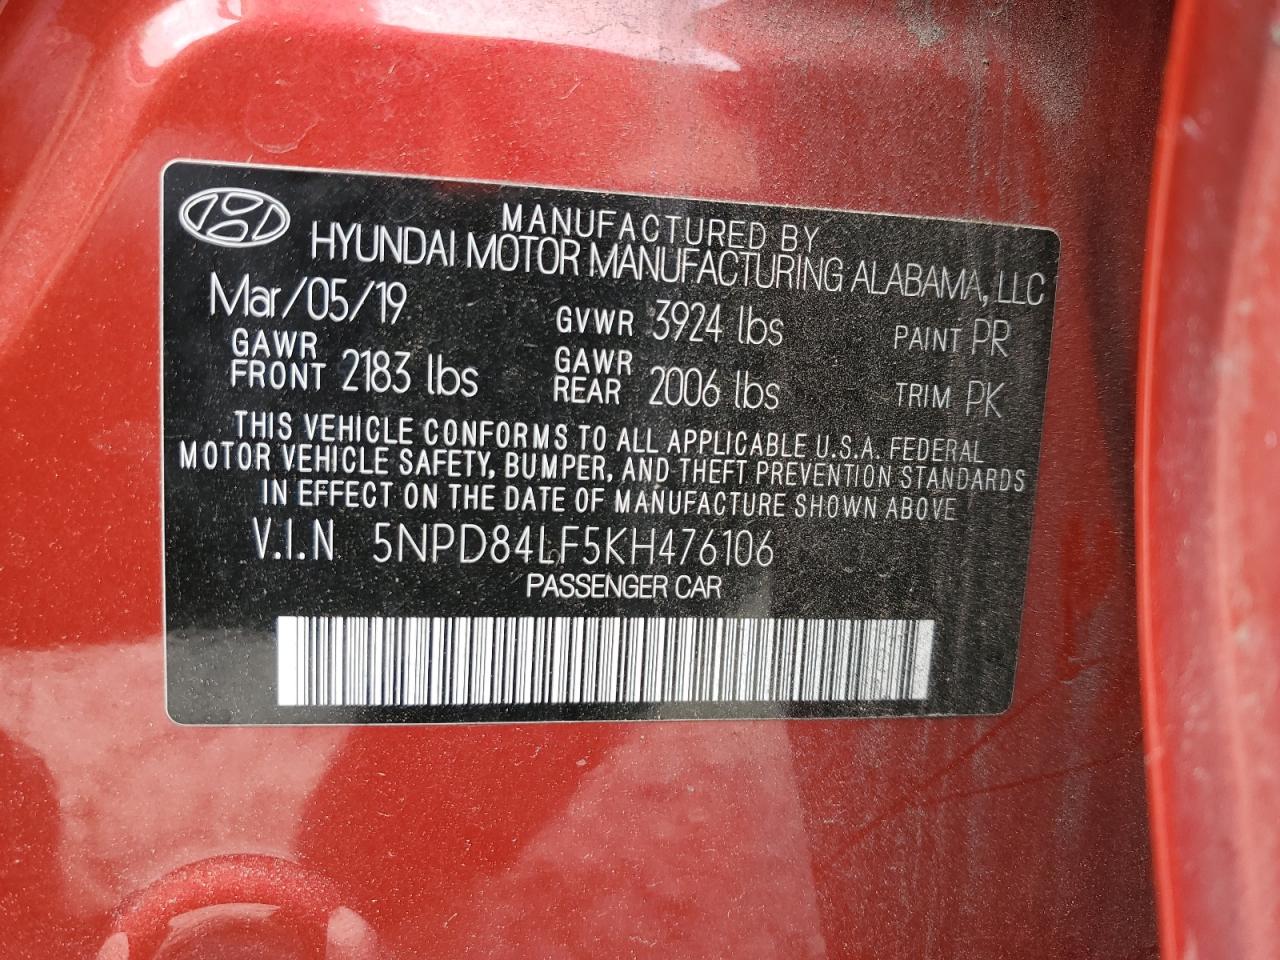 MANUFACTURED BY
HYUNDAI MOTOR MANUFACTURING ALABAMA, LLC
Mar/05/19 GVWR 3924 lbs PAINT PR
GAWR FRONT 2183 lbs GAWR REAR 2006 lbs TRIM PK
THIS VEHICLE CONFORMS TO ALL APPLICABLE U.S.A. FEDERAL
MOTOR VEHICLE SAFETY, BUMPER, AND THEFT PREVENTION STANDARDS
IN EFFECT ON THE DATE OF MANUFACTURE SHOWN ABOVE
V.I.N 5NPD84LF5KH476106
PASSENGER CAR